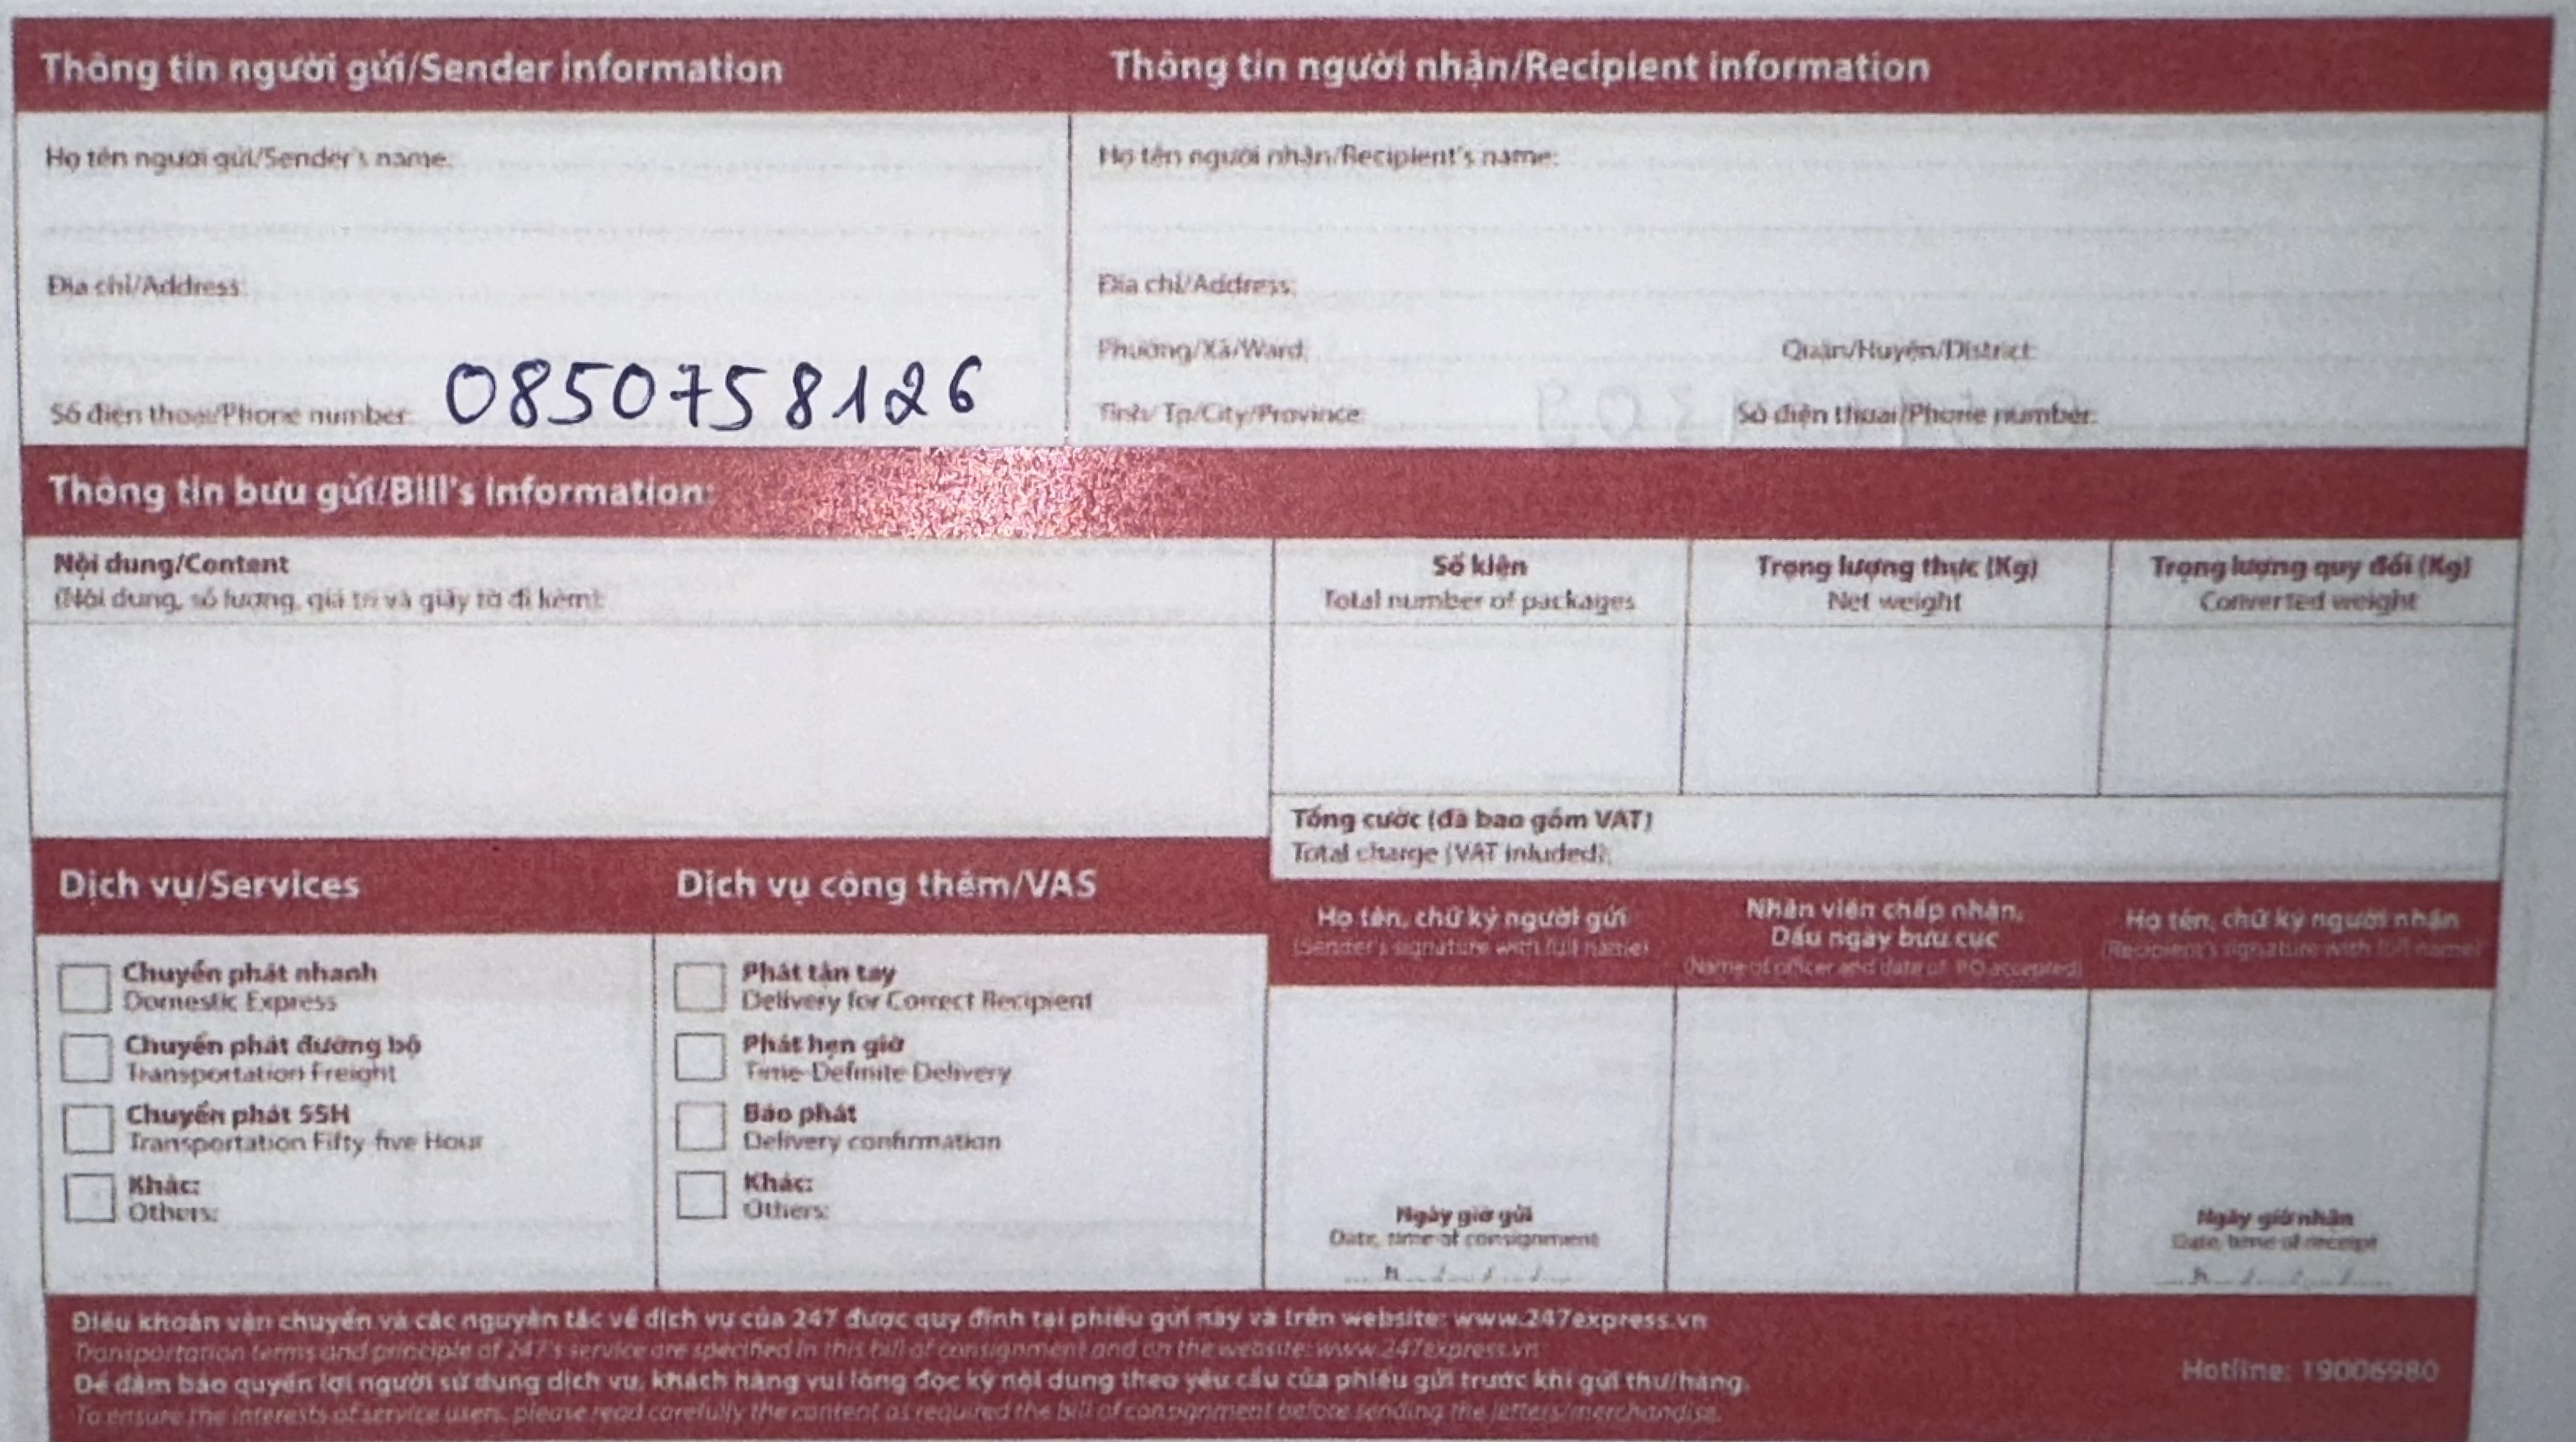 Thông tin người gửi/Sender information
Thông tin người nhận/Recipient information
Họ tên người gửi/Sender's name:
Địa chỉ/Address:
Số điện thoại/Phone number: 0850758126
Họ tên người nhận/Recipient's name:
Địa chỉ/Address:
Phường/Xã/Ward: Quận/Huyện/District:
Tỉnh/Tp/City/Province: Số điện thoại/Phone number:
Thông tin bưu gửi/Bill's information:
Nội dung/Content
(Nội dung, số lượng, giá trị và giấy tờ đi kèm):
Số kiện
Total number of packages
Trọng lượng thực (Kg)
Net weight
Trọng lượng quy đổi (Kg)
Converted weight
Tổng cước (đã bao gồm VAT)
Total charge (VAT inluded):
Dịch vụ/Services
Chuyển phát nhanh
Domestic Express
Chuyển phát đường bộ
Transportation Freight
Chuyển phát 55H
Transportation Fifty five Hour
Khác:
Others:
Dịch vụ cộng thêm/VAS
Phát tận tay
Delivery for Correct Recipient
Phát hẹn giờ
Time-Definite Delivery
Báo phát
Delivery confirmation
Khác:
Others:
Họ tên, chữ ký người gửi
(Sender's signature with full name)
Ngày giờ gửi
Date, time of consignment
h / / /
Nhân viên chấp nhận,
Dấu ngày bưu cục
(Name of officer and date of PO accepted)
Họ tên, chữ ký người nhận
(Recipient's signature with full name)
Ngày giờ nhận
Date, time of receipt
h / / /
Điều khoản vận chuyển và các nguyên tắc về dịch vụ của 247 được quy định tại phiếu gửi này và trên website: www.247express.vn
Transportation terms and principle of 247's service are specified in this bill of consignment and on the website: www.247express.vn
Để đảm bảo quyền lợi người sử dụng dịch vụ, khách hàng vui lòng đọc kỹ nội dung theo yêu cầu của phiếu gửi trước khi gửi thư/hàng.
To ensure the interests of service users, please read carefully the content as required the bill of consignment before sending the letters/merchandise.
Hotline: 19006980